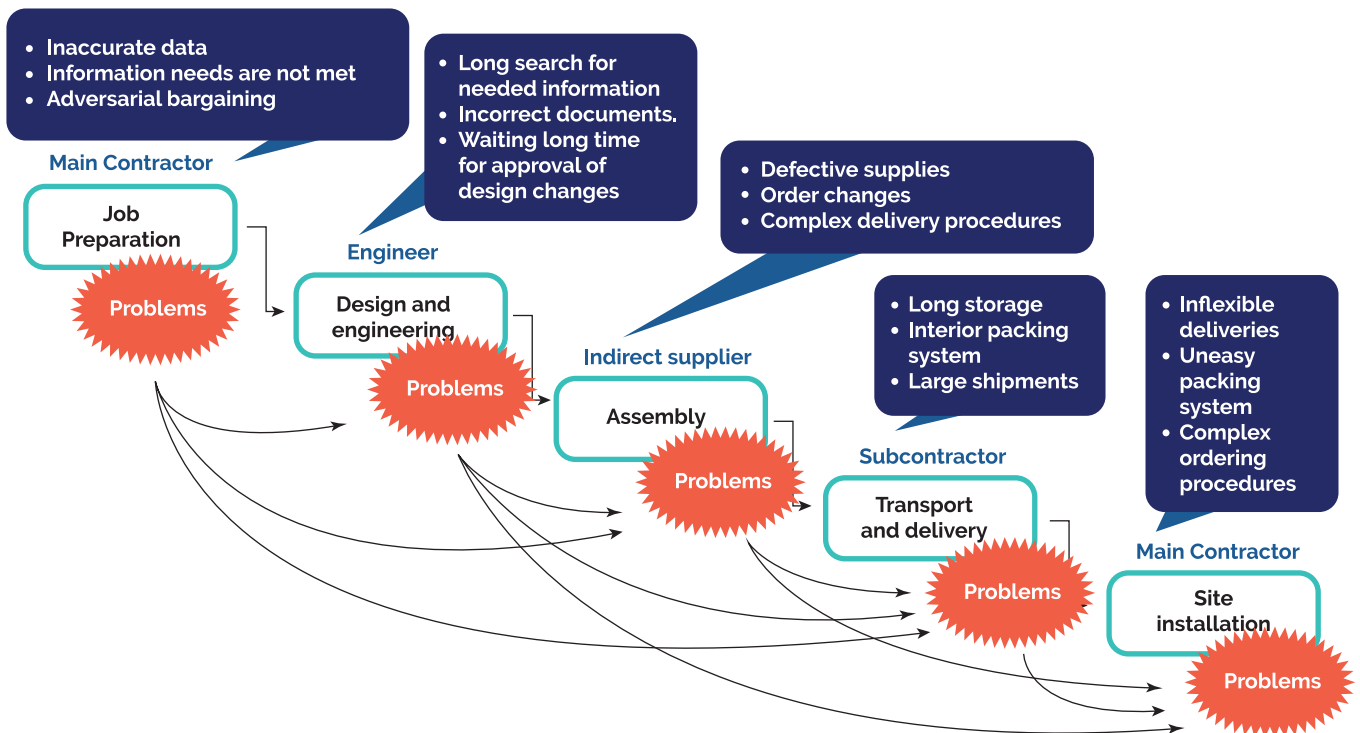 Inaccurate data
Information needs are not met
Adversarial bargaining
Main Contractor
Job
Preparation
Problems
Long search for
needed information
Incorrect documents.
Waiting long time
for approval of
design changes
Engineer
Design and
engineering
Problems
Defective supplies
Order changes
Complex delivery procedures
Indirect supplier
Assembly
Problems
Long storage
Interior packing
system
Large shipments
Subcontractor
Transport
and delivery
Problems
Inflexible
deliveries
Uneasy
packing
system
Complex
ordering
procedures
Main Contractor
Site
installation
Problems